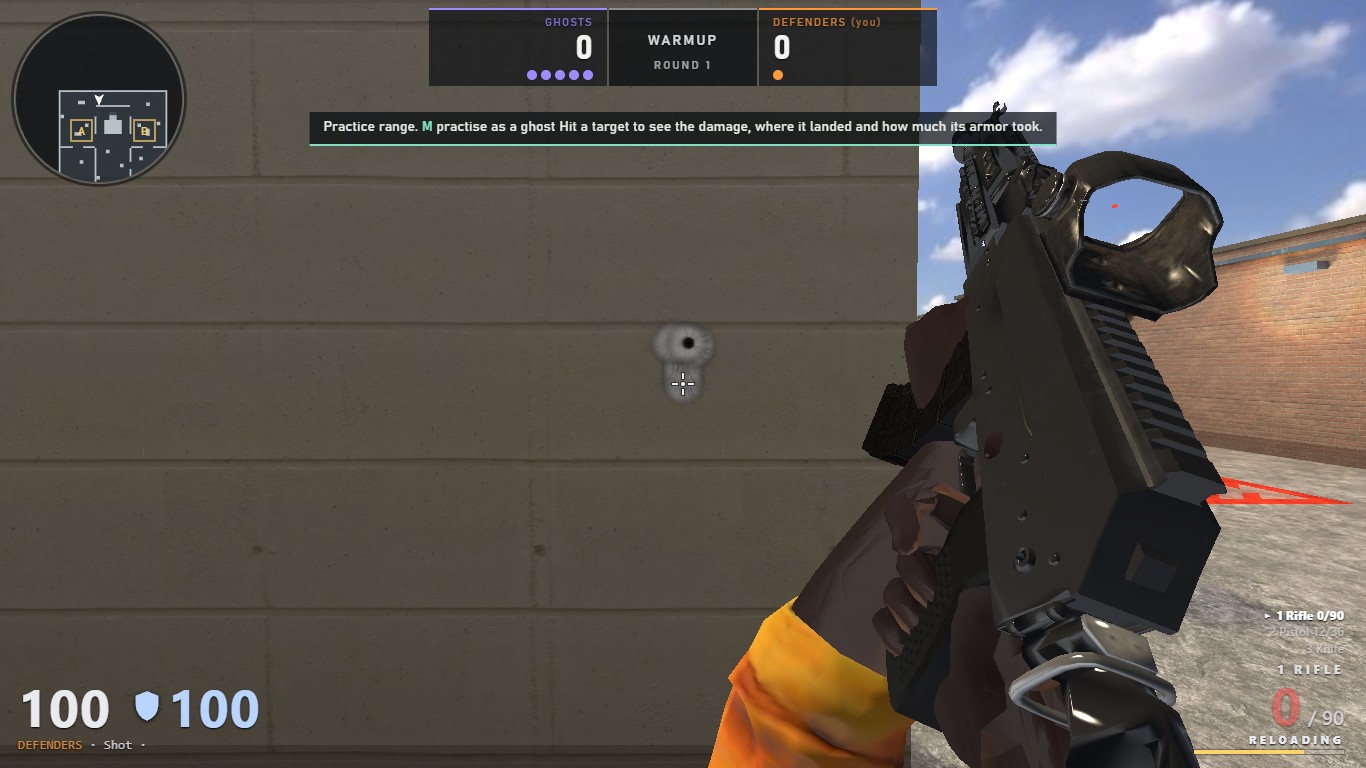 GHOSTS
0
WARMUP
ROUND 1
DEFENDERS (you)
0
A
B
Practice range. M practise as a ghost Hit a target to see the damage, where it landed and how much its armor took.
1 Rifle 0/90
2 Pistol 12/36
3 Knife
1 RIFLE
0 / 90
RELOADING
100 100
DEFENDERS · Shot ·